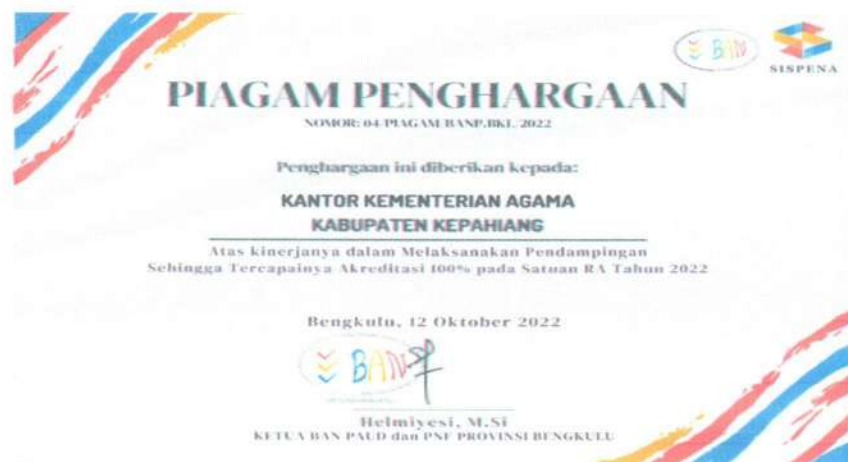 BAN
SISPENA
PIAGAM PENGHARGAAN
NOMOR: 04/PIAGAM/BANP.BKL/2022
Penghargaan ini diberikan kepada:
KANTOR KEMENTERIAN AGAMA
KABUPATEN KEPAHIANG
Atas kinerjanya dalam Melaksanakan Pendampingan
Sehingga Tercapainya Akreditasi 100% pada Satuan RA Tahun 2022
Bengkulu, 12 Oktober 2022
BAN
Helmiyesi, M.Si
KETUA BAN PAUD dan PNF PROVINSI BENGKULU